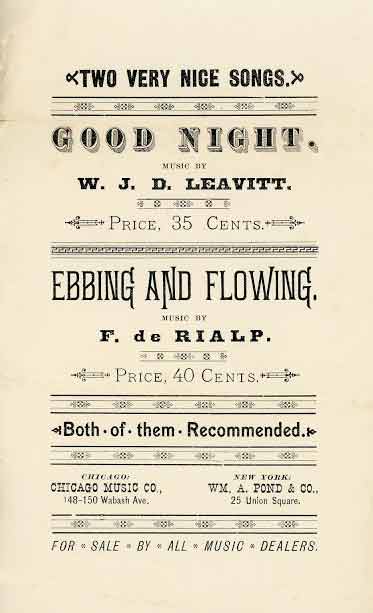 TWO VERY NICE SONGS.
GOOD NIGHT.
MUSIC BY
W. J. D. LEAVITT.
PRICE, 35 CENTS.
EBBING AND FLOWING.
MUSIC BY
F. de RIALP.
PRICE, 40 CENTS.
Both · of · them · Recommended.
CHICAGO: NEW YORK:
CHICAGO MUSIC CO., WM. A. POND & CO.,
148-150 Wabash Ave. 25 Union Square.
FOR * SALE * BY * ALL * MUSIC * DEALERS.